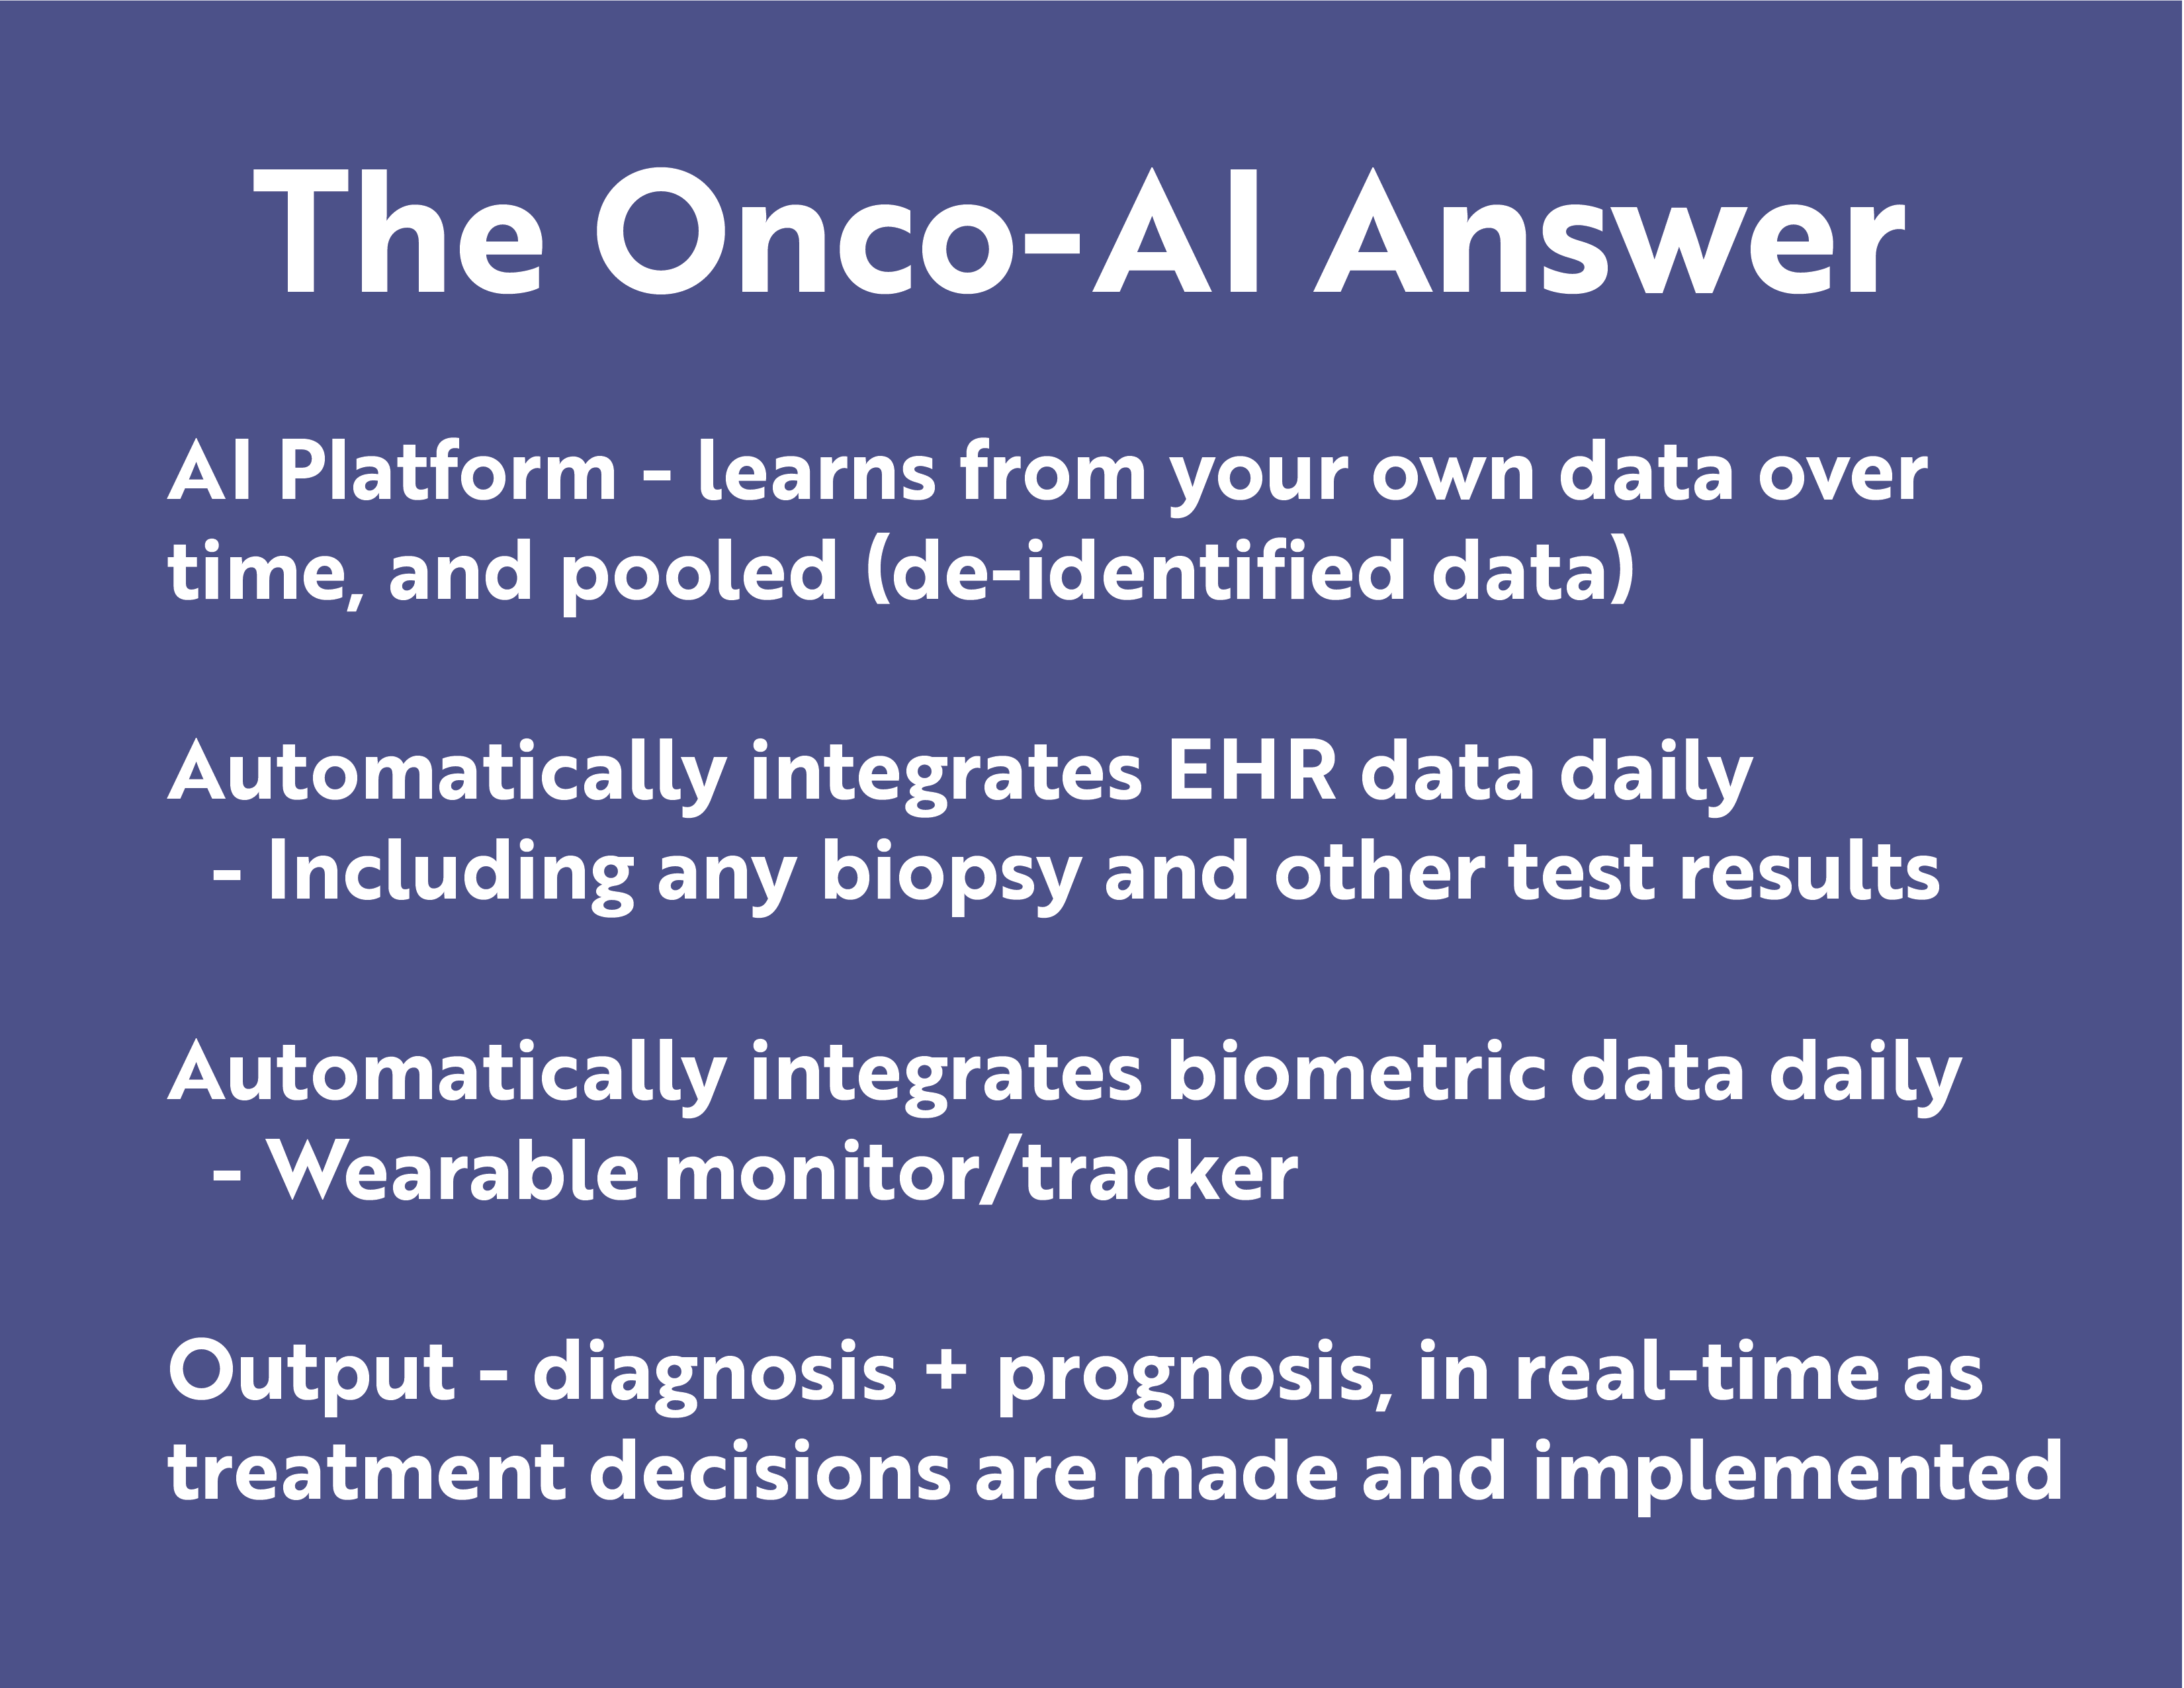 The Onco-AI Answer
AI Platform - learns from your own data over
time, and pooled (de-identified data)
Automatically integrates EHR data daily
- Including any biopsy and other test results
Automatically integrates biometric data daily
- Wearable monitor/tracker
Output - diagnosis + prognosis, in real-time as
treatment decisions are made and implemented